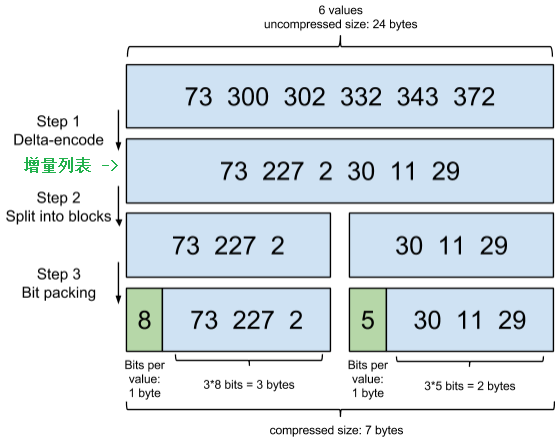 6 values
uncompressed size: 24 bytes
73 300 302 332 343 372
Step 1
Delta-encode
增量列表 ->
73 227 2 30 11 29
Step 2
Split into blocks
73 227 2
30 11 29
Step 3
Bit packing
8
73 227 2
5
30 11 29
Bits per
value:
1 byte
3*8 bits = 3 bytes
Bits per
value:
1 byte
3*5 bits = 2 bytes
compressed size: 7 bytes